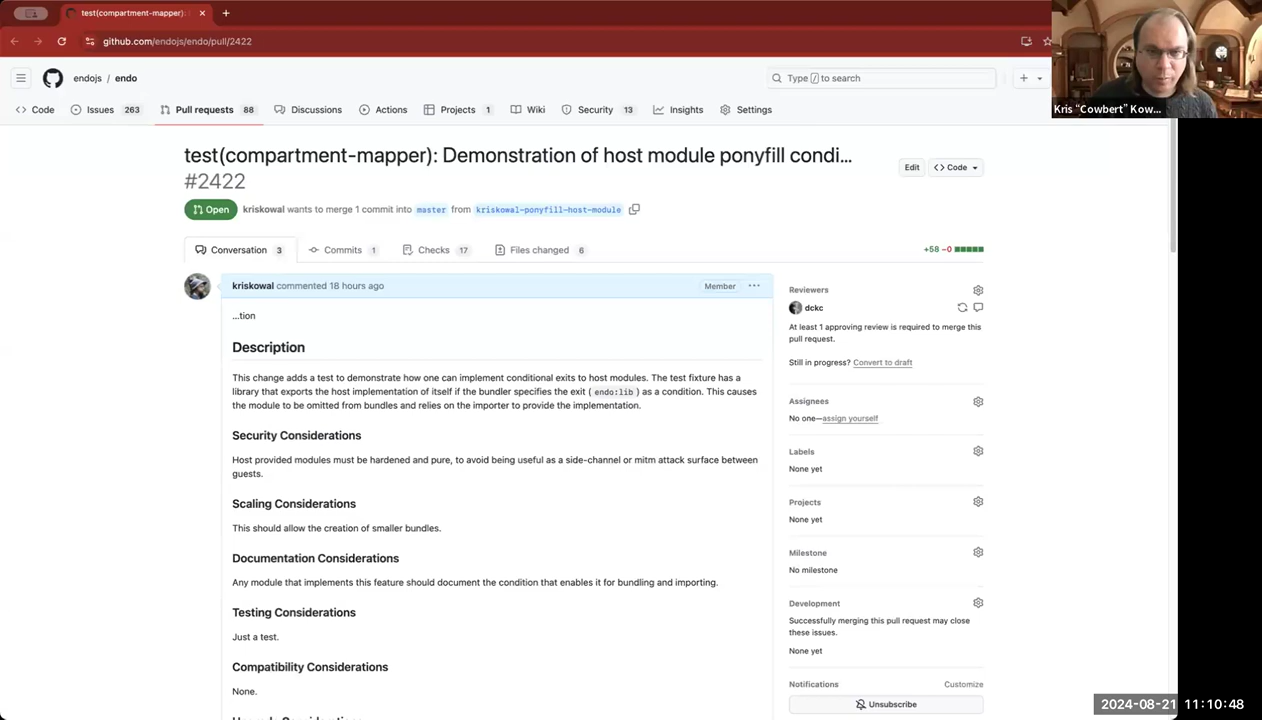 test(compartment-mapper):
github.com/endojs/endo/pull/2422
endojs / endo
Type / to search
Code
Issues 263
Pull requests 88
Discussions
Actions
Projects 1
Wiki
Security 13
Insights
Settings
Kris "Cowbert" Kow...
test(compartment-mapper): Demonstration of host module ponyfill condi...
#2422
Edit
Code
Open
kriskowal wants to merge 1 commit into master from kriskowal-ponyfill-host-module
Conversation 3
Commits 1
Checks 17
Files changed 6
+58 −0
kriskowal commented 18 hours ago
Member
...tion
Description
This change adds a test to demonstrate how one can implement conditional exits to host modules. The test fixture has a
library that exports the host implementation of itself if the bundler specifies the exit ( endo:lib ) as a condition. This causes
the module to be omitted from bundles and relies on the importer to provide the implementation.
Security Considerations
Host provided modules must be hardened and pure, to avoid being useful as a side-channel or mitm attack surface between
guests.
Scaling Considerations
This should allow the creation of smaller bundles.
Documentation Considerations
Any module that implements this feature should document the condition that enables it for bundling and importing.
Testing Considerations
Just a test.
Compatibility Considerations
None.
Reviewers
dckc
At least 1 approving review is required to merge this
pull request.
Still in progress? Convert to draft
Assignees
No one—assign yourself
Labels
None yet
Projects
None yet
Milestone
No milestone
Development
Successfully merging this pull request may close
these issues.
None yet
Notifications
Customize
Unsubscribe
2024-08-21 11:10:48